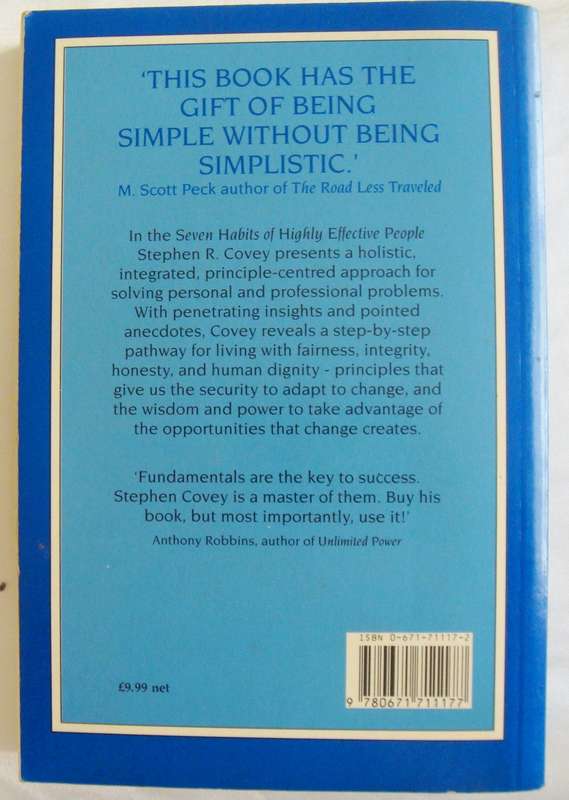 'THIS BOOK HAS THE
GIFT OF BEING
SIMPLE WITHOUT BEING
SIMPLISTIC.'
M. Scott Peck author of The Road Less Traveled
In the Seven Habits of Highly Effective People
Stephen R. Covey presents a holistic,
integrated, principle-centred approach for
solving personal and professional problems.
With penetrating insights and pointed
anecdotes, Covey reveals a step-by-step
pathway for living with fairness, integrity,
honesty, and human dignity - principles that
give us the security to adapt to change, and
the wisdom and power to take advantage of
the opportunities that change creates.
'Fundamentals are the key to success.
Stephen Covey is a master of them. Buy his
book, but most importantly, use it!'
Anthony Robbins, author of Unlimited Power
ISBN 0-671-71117-2
9 780671 711177
£9.99 net